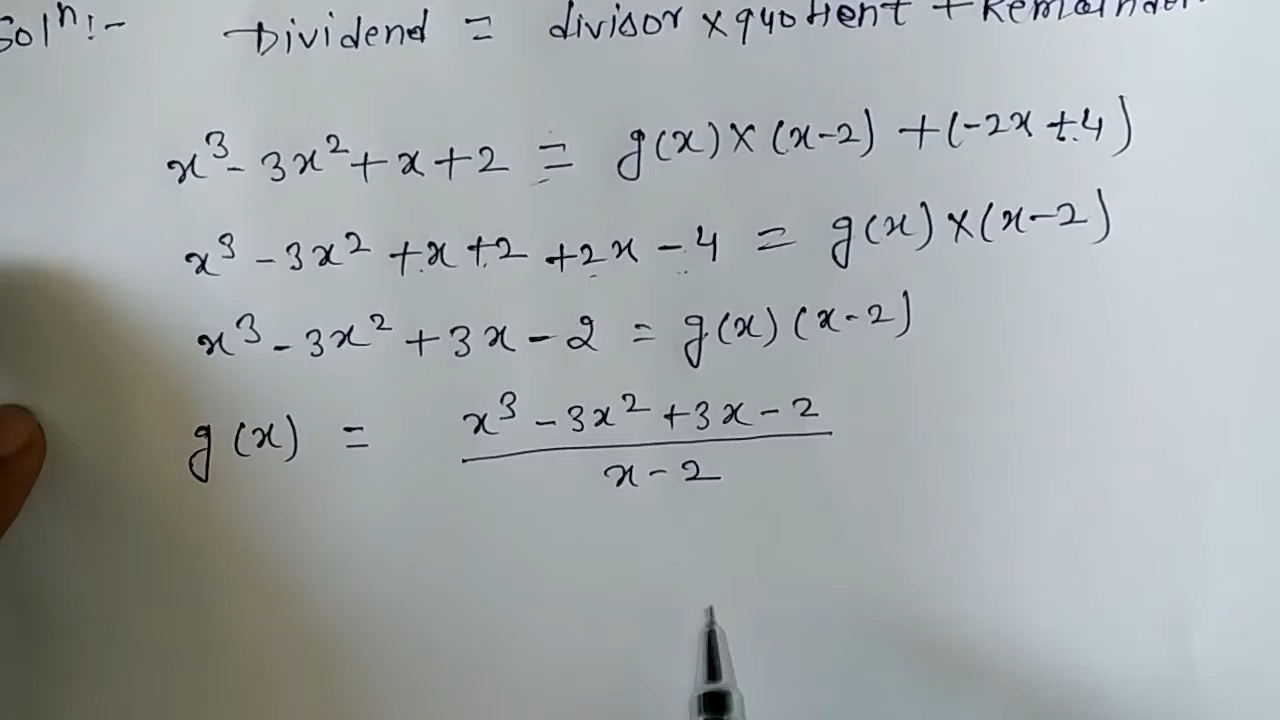 Solⁿ:- Dividend = divisor × quotient + Remainder
x³ - 3x² + x + 2 = g(x) × (x-2) + (-2x + 4)
x³ - 3x² + x + 2 + 2x - 4 = g(x) × (x-2)
x³ - 3x² + 3x - 2 = g(x) (x-2)
g(x) = x³ - 3x² + 3x - 2
x - 2